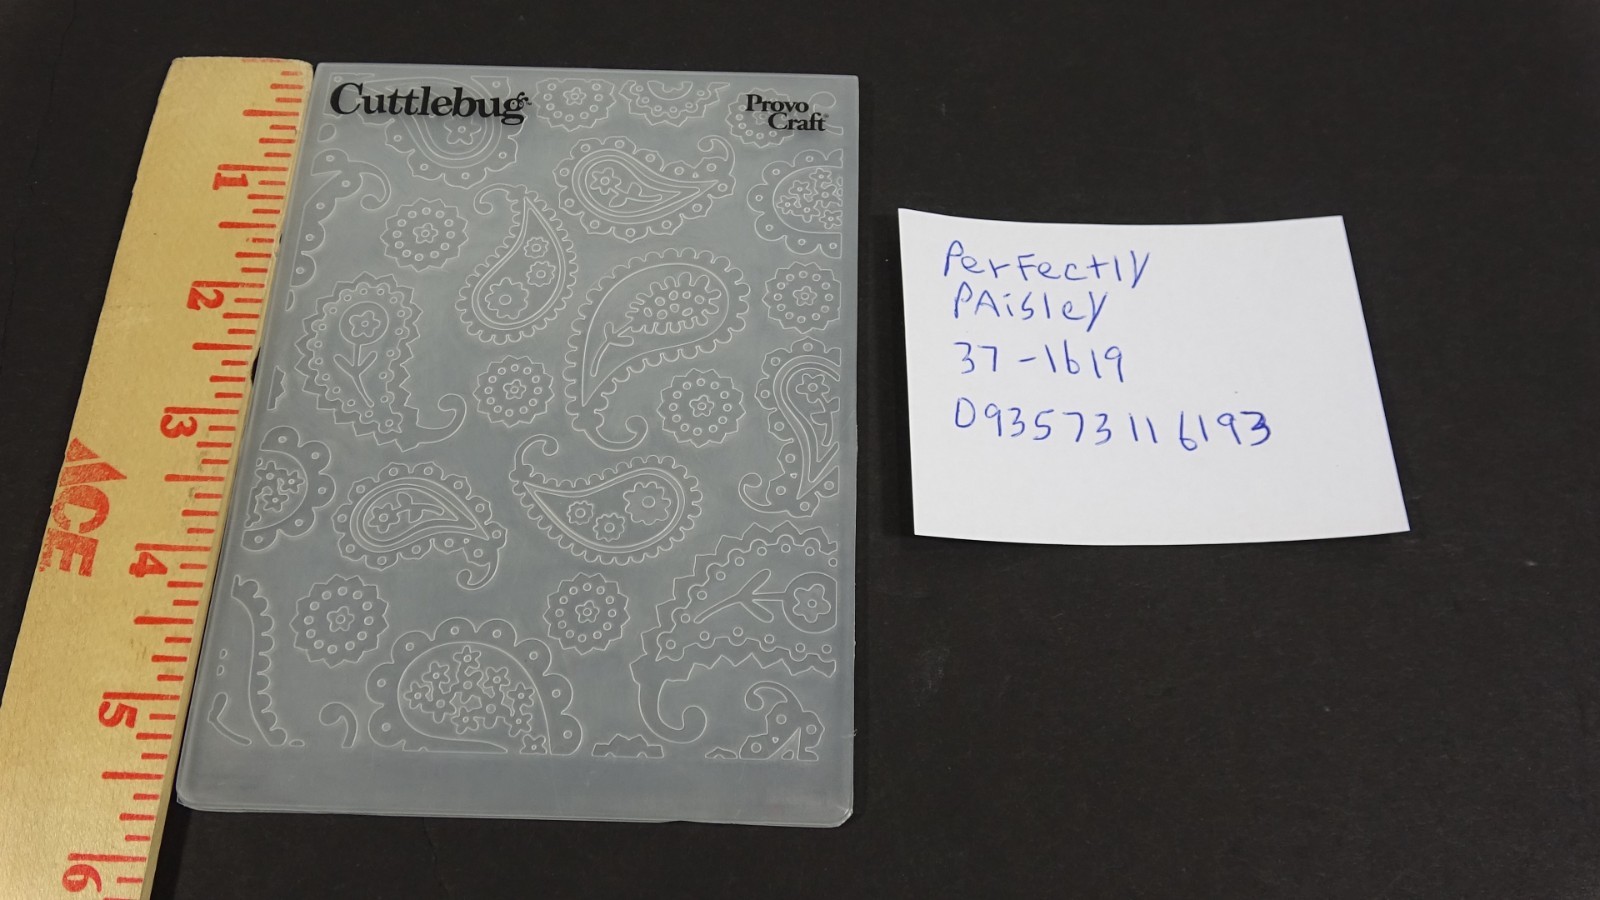 Cuttlebug
Provo
Craft
1
2
3
ACE
4
5
6
Perfectly
PAisley
37-1619
093573116193